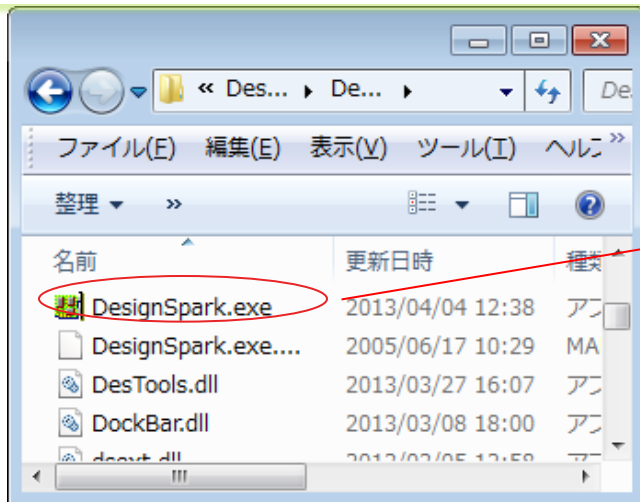 « Des... ▸ De... ▸ De
ファイル(F) 編集(E) 表示(V) ツール(T) »
整理 ▼ »
名前 更新日時 種類
DesignSpark.exe 2013/04/04 12:38 アプ
DesignSpark.exe.... 2005/06/17 10:29 MA
DesTools.dll 2013/03/27 16:07 アプ
DockBar.dll 2013/03/08 18:00 アプ